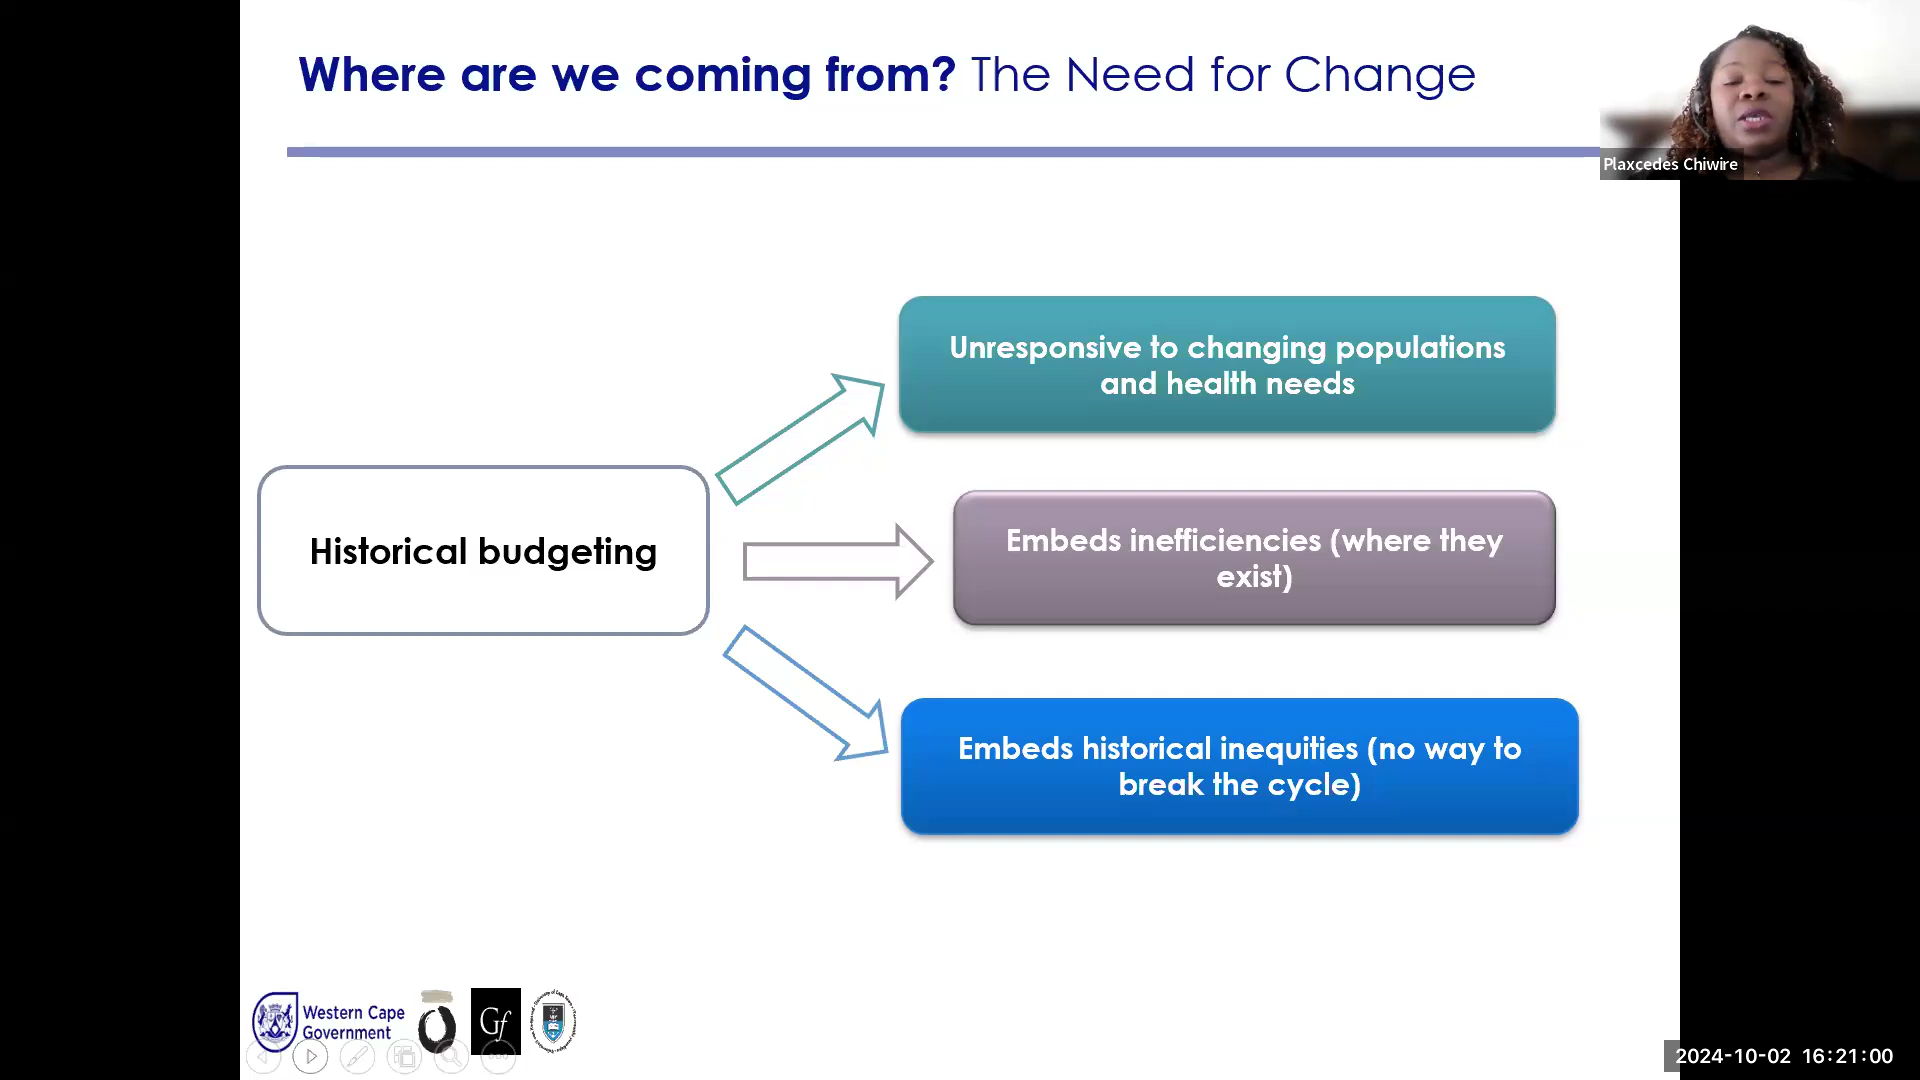 Where are we coming from? The Need for Change
Plaxcedes Chiwire
Unresponsive to changing populations
and health needs
Historical budgeting
Embeds inefficiencies (where they
exist)
Embeds historical inequities (no way to
break the cycle)
Western Cape
Government
Gf
2024-10-02 16:21:00